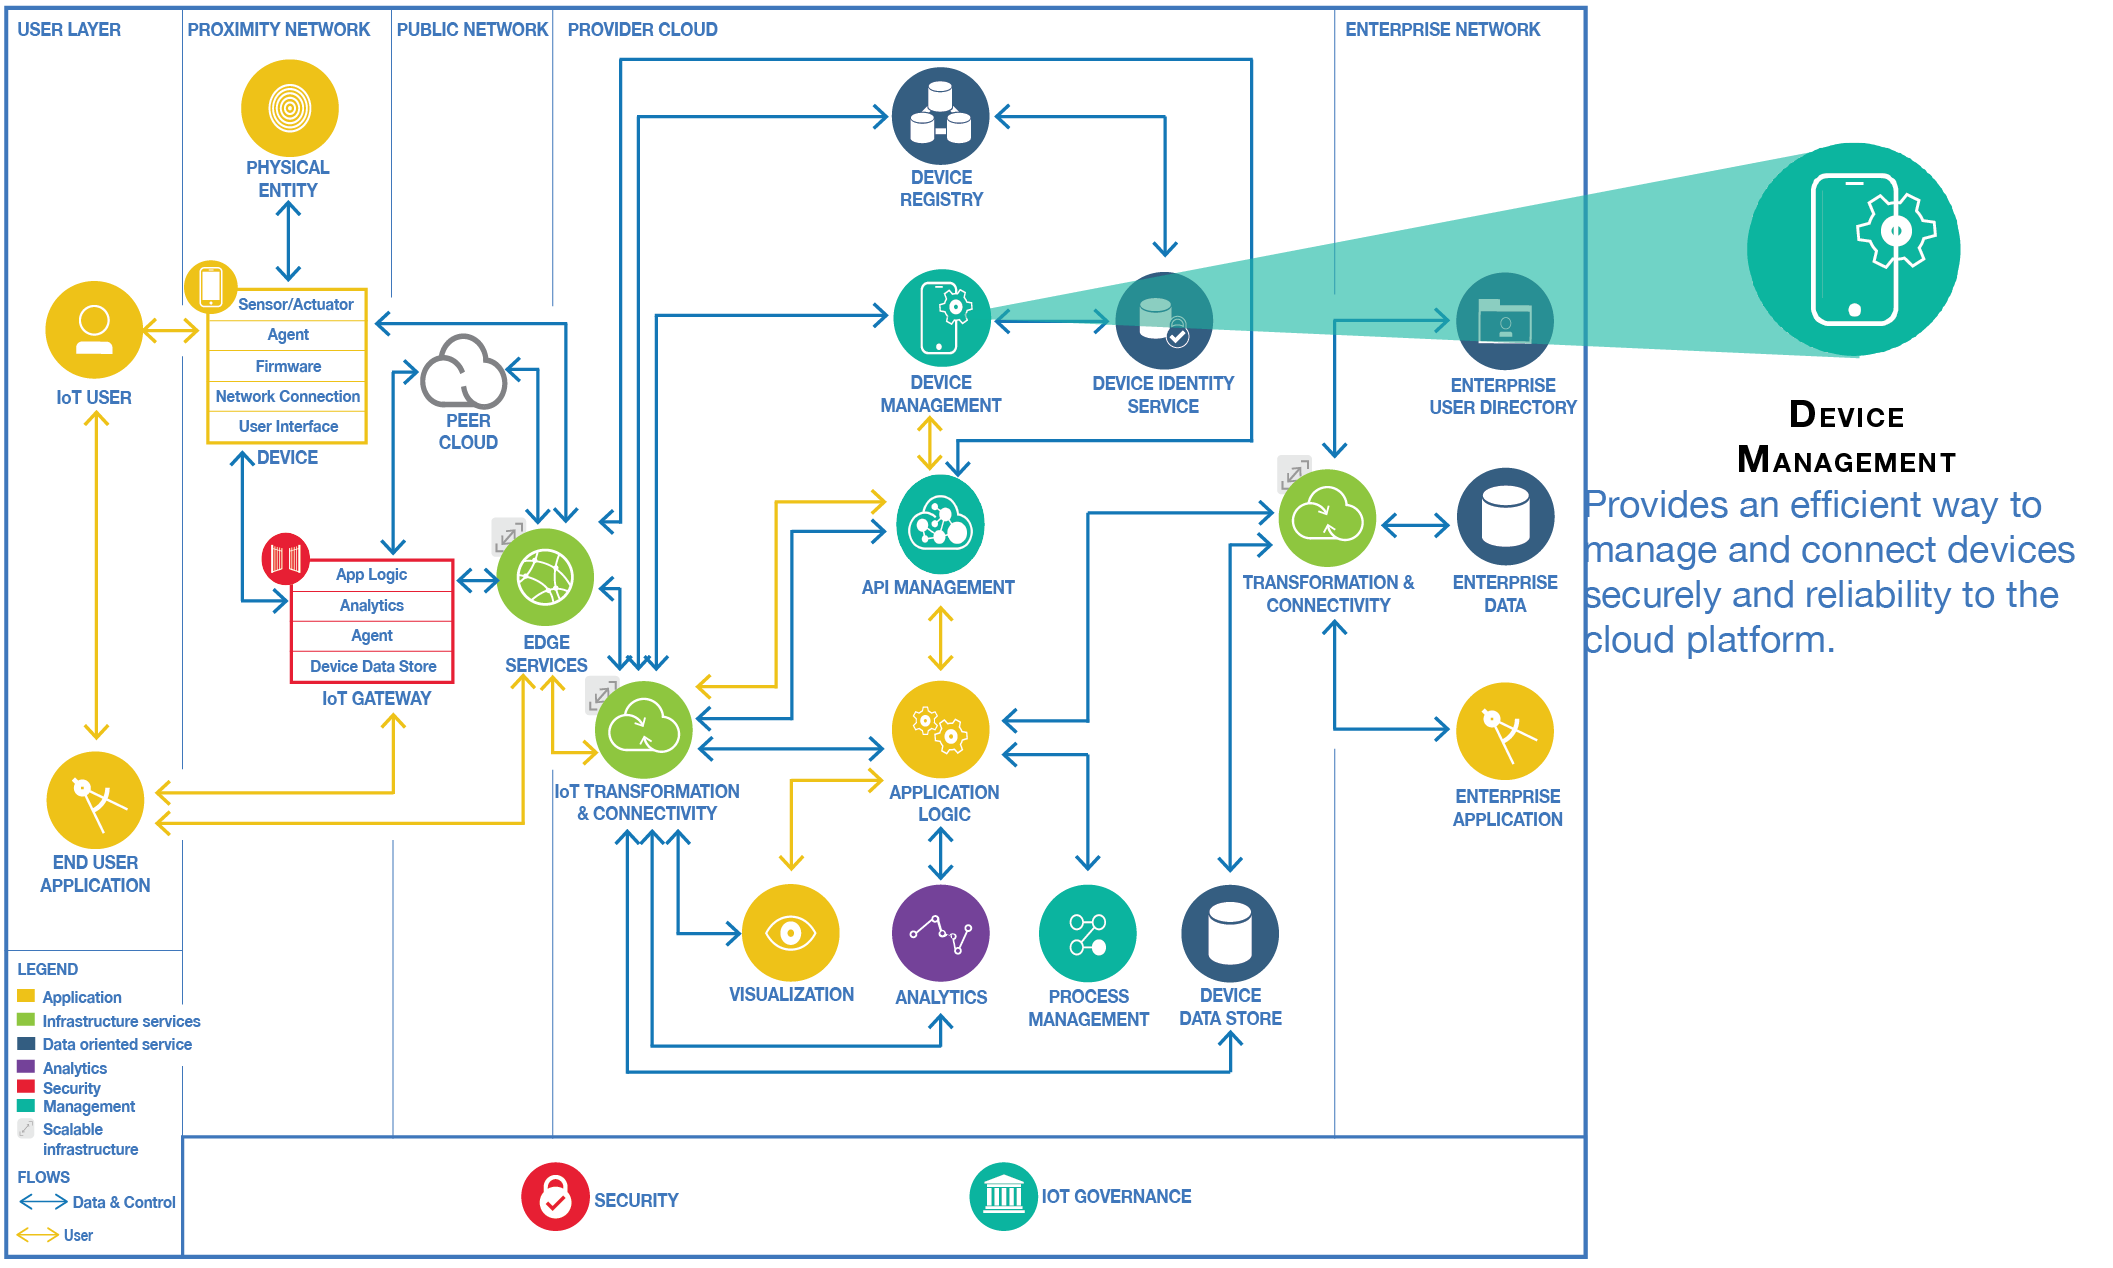 USER LAYER
PROXIMITY NETWORK
PUBLIC NETWORK
PROVIDER CLOUD
ENTERPRISE NETWORK
PHYSICAL
ENTITY
IoT USER
Sensor/Actuator
Agent
Firmware
Network Connection
User Interface
DEVICE
PEER
CLOUD
App Logic
Analytics
Agent
Device Data Store
IoT GATEWAY
EDGE
SERVICES
END USER
APPLICATION
DEVICE
REGISTRY
DEVICE
MANAGEMENT
DEVICE IDENTITY
SERVICE
API MANAGEMENT
IoT TRANSFORMATION
& CONNECTIVITY
APPLICATION
LOGIC
VISUALIZATION
ANALYTICS
PROCESS
MANAGEMENT
DEVICE
DATA STORE
TRANSFORMATION &
CONNECTIVITY
ENTERPRISE
USER DIRECTORY
ENTERPRISE
DATA
ENTERPRISE
APPLICATION
Device
Management
Provides an efficient way to
manage and connect devices
securely and reliability to the
cloud platform.
LEGEND
Application
Infrastructure services
Data oriented service
Analytics
Security
Management
Scalable
infrastructure
FLOWS
Data & Control
User
SECURITY
IOT GOVERNANCE